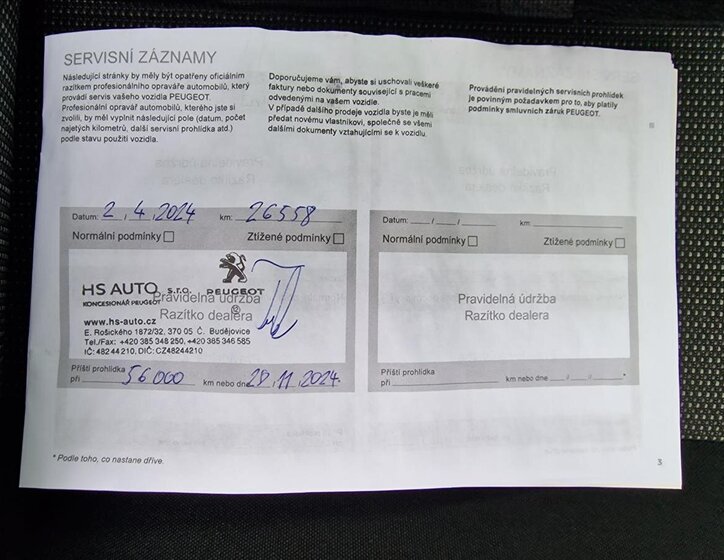 SERVISNÍ ZÁZNAMY
Následující stránky by měly být opatřeny oficiálním
razítkem profesionálního opraváře automobilů, který
provádí servis vašeho vozidla PEUGEOT.
Profesionální opravář automobilů, kterého jste si
zvolili, by měl vyplnit následující pole (datum, počet
najetých kilometrů, další servisní prohlídka atd.)
podle stavu použití vozidla.
Doporučujeme vám, abyste si uschovali veškeré
faktury nebo dokumenty související s pracemi
odvedenými na vašem vozidle.
V případě dalšího prodeje vozidla byste je měli
předat novému vlastníkovi, společně se všemi
dalšími dokumenty vztahujícími se k vozidlu.
Provádění pravidelných servisních prohlídek
je povinným požadavkem pro to, aby platily
podmínky smluvních záruk PEUGEOT.
Datum: 2.4.2024 km: 26558
Normální podmínky Ztížené podmínky
HS AUTO s.r.o. PEUGEOT
KONCESIONÁŘ PEUGEOT
Pravidelná údržba
Razítko dealera
www.hs-auto.cz
E. Rošického 1872/32, 370 05 Č. Budějovice
Tel./Fax: +420 385 348 250, +420 385 346 585
IČ: 48244210, DIČ: CZ48244210
Příští prohlídka
při 56000 km nebo dne 28.11.2024.
Datum: / / km:
Normální podmínky Ztížené podmínky
Pravidelná údržba
Razítko dealera
Příští prohlídka
při km nebo dne / / *
* Podle toho, co nastane dříve.
3